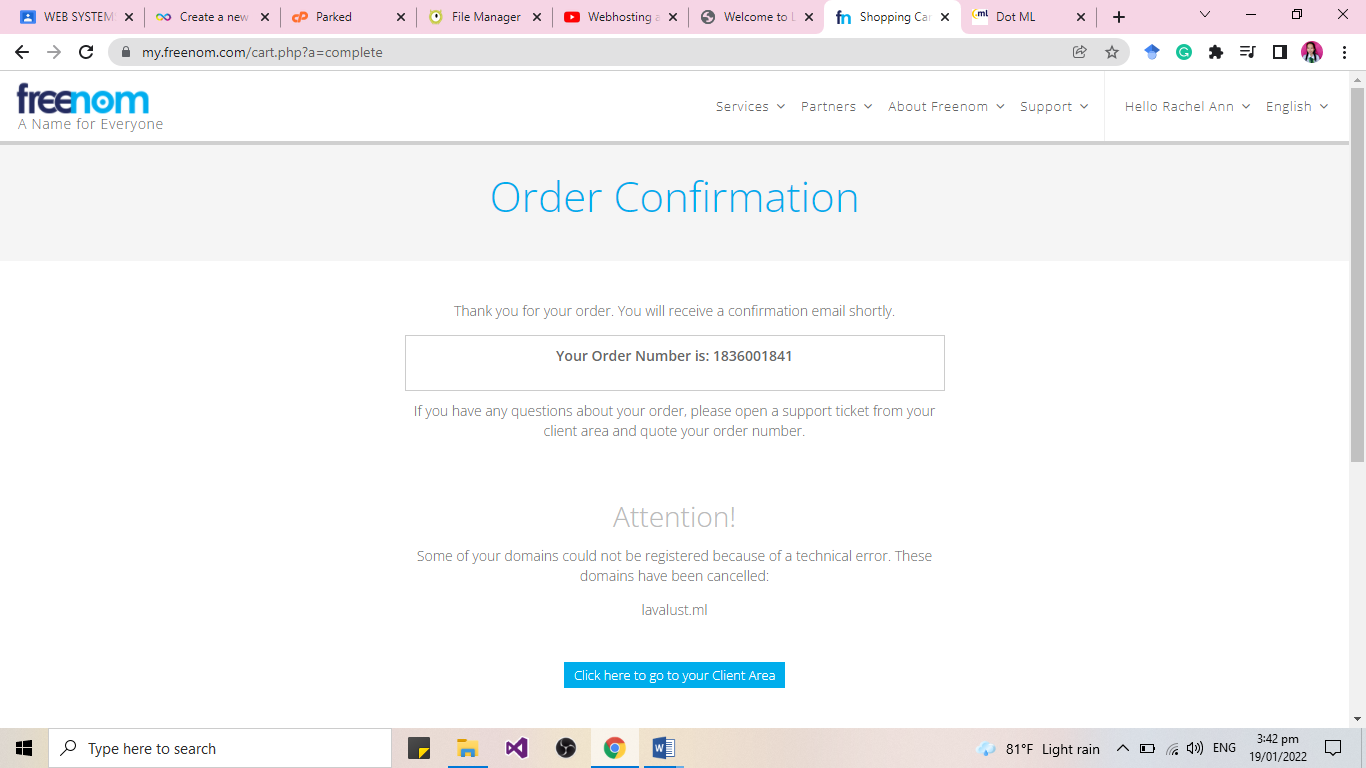 WEB SYSTEM
Create a new
Parked
File Manager
Webhosting a
Welcome to L
Shopping Car
Dot ML
my.freenom.com/cart.php?a=complete
freenom
A Name for Everyone
Services
Partners
About Freenom
Support
Hello Rachel Ann
English
Order Confirmation
Thank you for your order. You will receive a confirmation email shortly.
Your Order Number is: 1836001841
If you have any questions about your order, please open a support ticket from your
client area and quote your order number.
Attention!
Some of your domains could not be registered because of a technical error. These
domains have been cancelled:
lavalust.ml
Click here to go to your Client Area
Type here to search
81°F Light rain
ENG
3:42 pm
19/01/2022